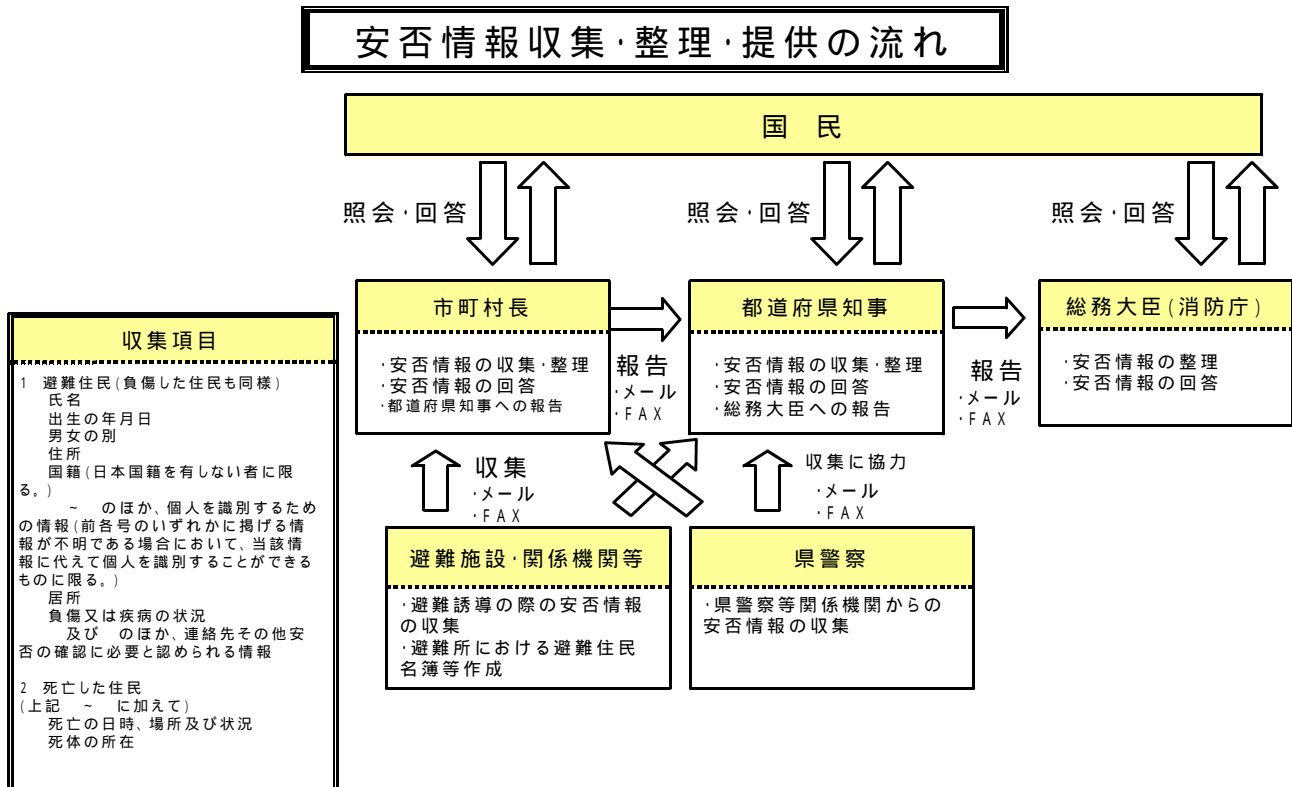 安否情報収集・整理・提供の流れ
国 民
照会・回答
照会・回答
照会・回答
市町村長
・安否情報の収集・整理
・安否情報の回答
・都道府県知事への報告
報告
・メール
・FAX
都道府県知事
・安否情報の収集・整理
・安否情報の回答
・総務大臣への報告
報告
・メール
・FAX
総務大臣(消防庁)
・安否情報の整理
・安否情報の回答
収集
・メール
・FAX
収集に協力
・メール
・FAX
避難施設・関係機関等
・避難誘導の際の安否情報
の収集
・避難所における避難住民
名簿等作成
県警察
・県警察等関係機関からの
安否情報の収集
収集項目
1 避難住民(負傷した住民も同様)
氏名
出生の年月日
男女の別
住所
国籍(日本国籍を有しない者に限
る。)
~ のほか、個人を識別するため
の情報(前各号のいずれかに掲げる情
報が不明である場合において、当該情
報に代えて個人を識別することができる
ものに限る。)
居所
負傷又は疾病の状況
及び のほか、連絡先その他安
否の確認に必要と認められる情報
2 死亡した住民
(上記 ~ に加えて)
死亡の日時、場所及び状況
死体の所在